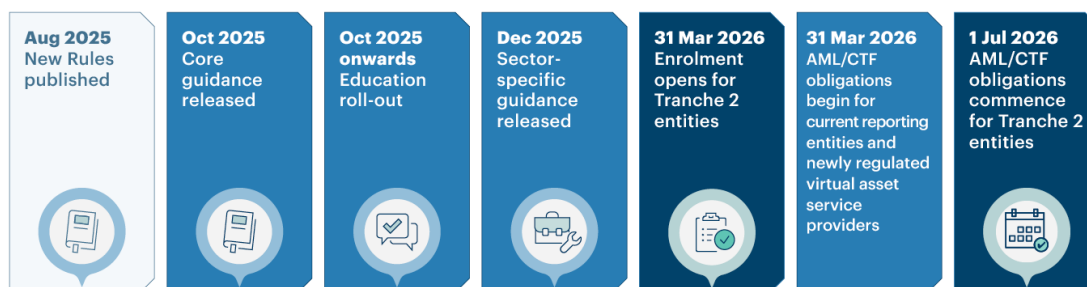 Aug 2025
New Rules
published
Oct 2025
Core
guidance
released
Oct 2025
onwards
Education
roll-out
Dec 2025
Sector-
specific
guidance
released
31 Mar 2026
Enrolment
opens for
Tranche 2
entities
31 Mar 2026
AML/CTF
obligations
begin for
current reporting
entities and
newly regulated
virtual asset
service
providers
1 Jul 2026
AML/CTF
obligations
commence
for Tranche 2
entities